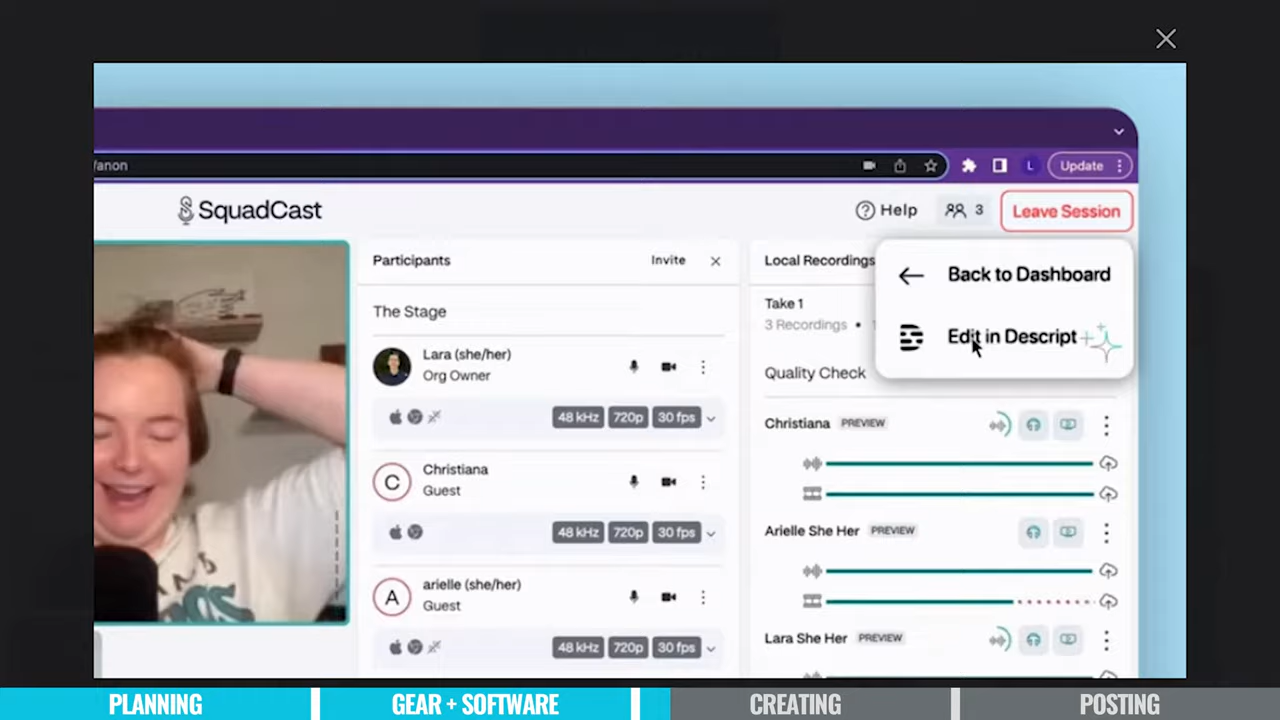 /anon
Update
L
SquadCast
Help
3
Leave Session
Participants
Invite
Local Recordings
Back to Dashboard
Edit in Descript
The Stage
Take 1
3 Recordings •
Quality Check
Lara (she/her)
Org Owner
48 kHz 720p 30 fps
C
Christiana
Guest
48 kHz 720p 30 fps
A
arielle (she/her)
Guest
48 kHz 720p 30 fps
Christiana PREVIEW
Arielle She Her PREVIEW
Lara She Her PREVIEW
PLANNING
GEAR + SOFTWARE
CREATING
POSTING